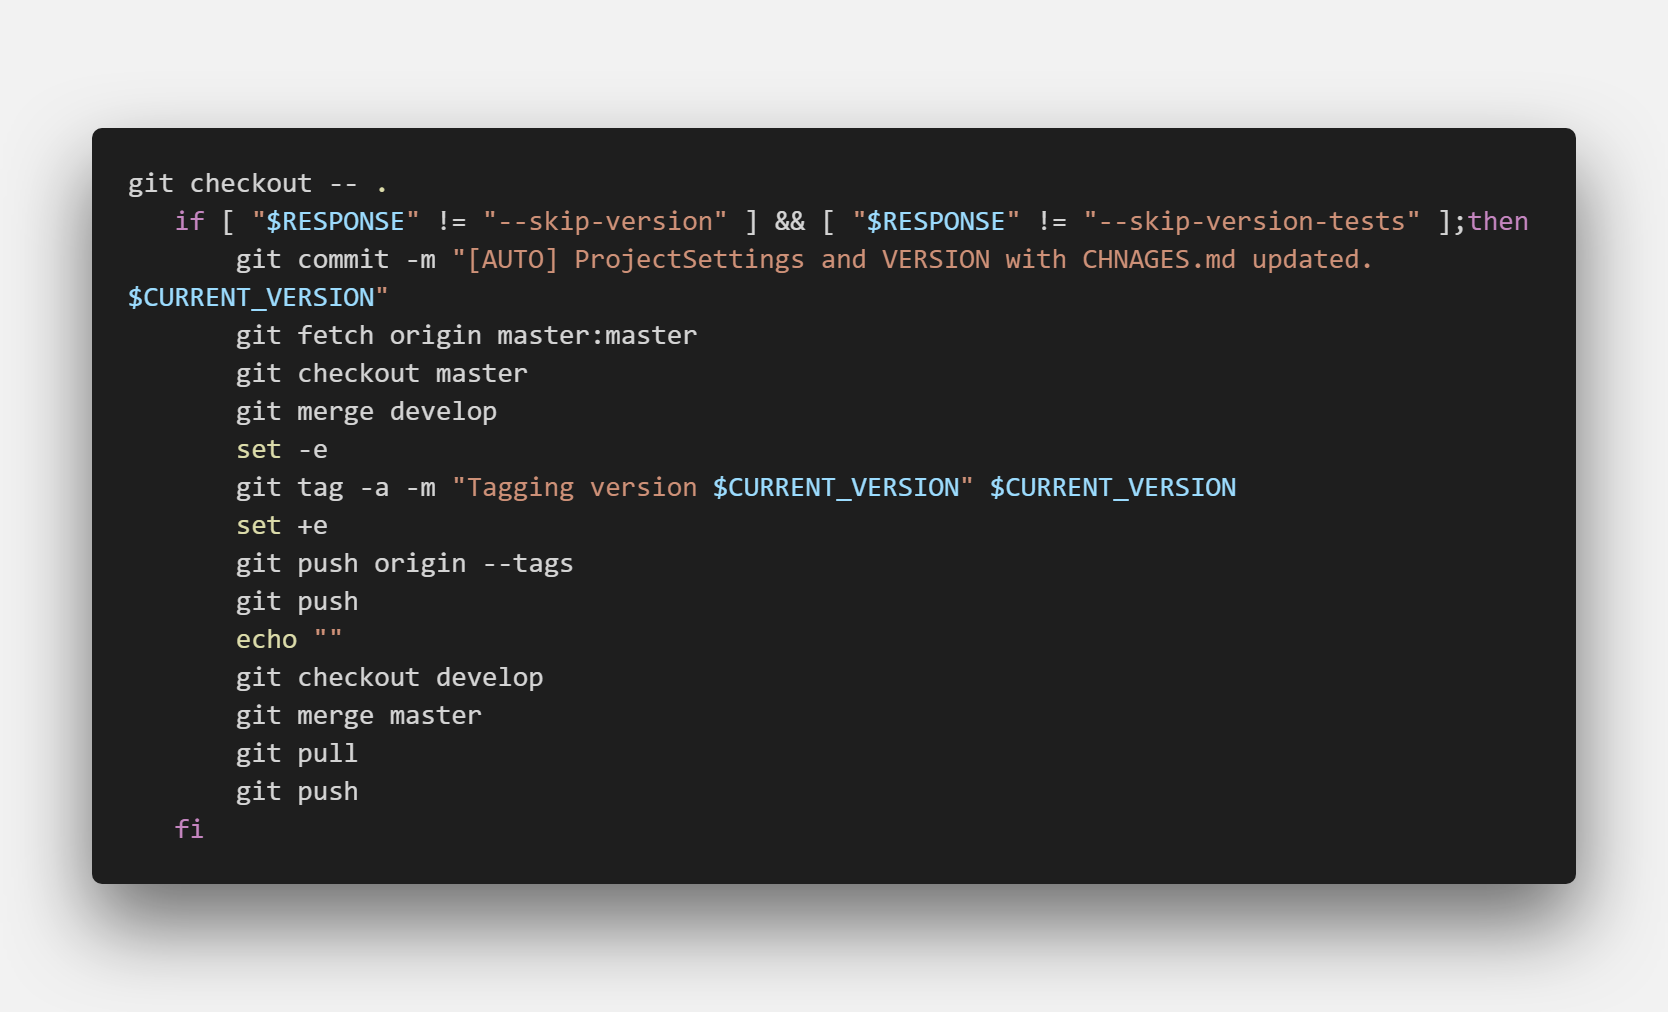 git checkout -- .
if [ "$RESPONSE" != "--skip-version" ] && [ "$RESPONSE" != "--skip-version-tests" ];then
git commit -m "[AUTO] ProjectSettings and VERSION with CHNAGES.md updated.
$CURRENT_VERSION"
git fetch origin master:master
git checkout master
git merge develop
set -e
git tag -a -m "Tagging version $CURRENT_VERSION" $CURRENT_VERSION
set +e
git push origin --tags
git push
echo ""
git checkout develop
git merge master
git pull
git push
fi